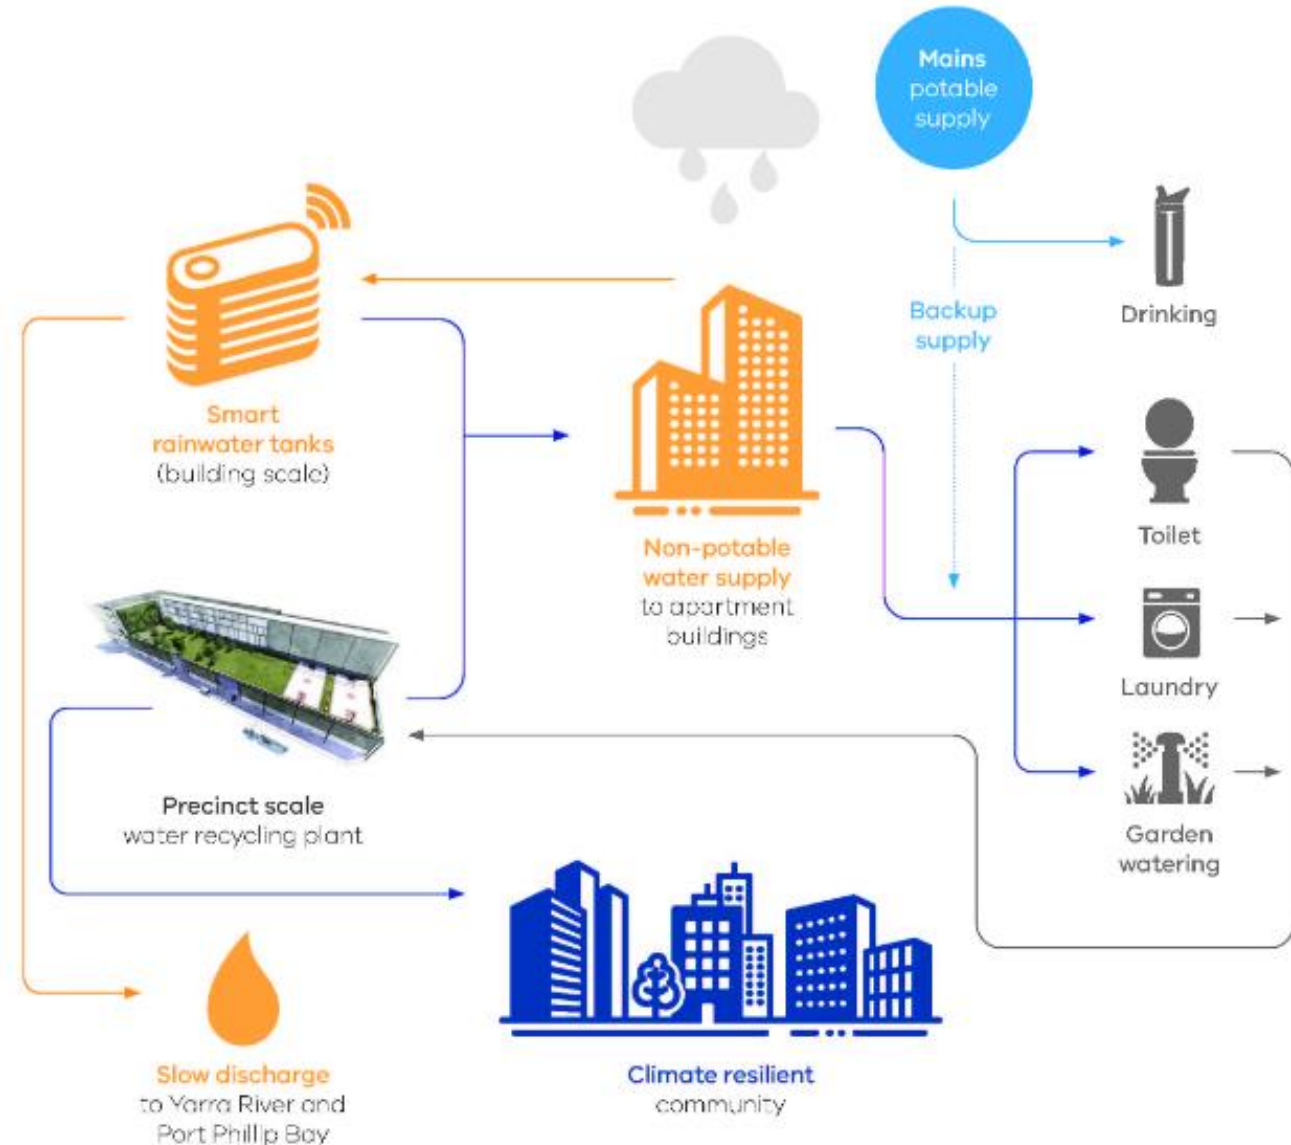 Mains
potable
supply
Drinking
Backup
supply
Smart
rainwater tanks
(building scale)
Toilet
Non-potable
water supply
to apartment
buildings
Laundry
Precinct scale
water recycling plant
Garden
watering
Slow discharge
to Yarra River and
Port Phillip Bay
Climate resilient
community